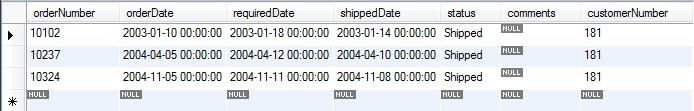 orderNumber orderDate requiredDate shippedDate status comments customerNumber
10102 2003-01-10 00:00:00 2003-01-18 00:00:00 2003-01-14 00:00:00 Shipped NULL 181
10237 2004-04-05 00:00:00 2004-04-12 00:00:00 2004-04-10 00:00:00 Shipped NULL 181
10324 2004-11-05 00:00:00 2004-11-11 00:00:00 2004-11-08 00:00:00 Shipped NULL 181
NULL NULL NULL NULL NULL NULL NULL